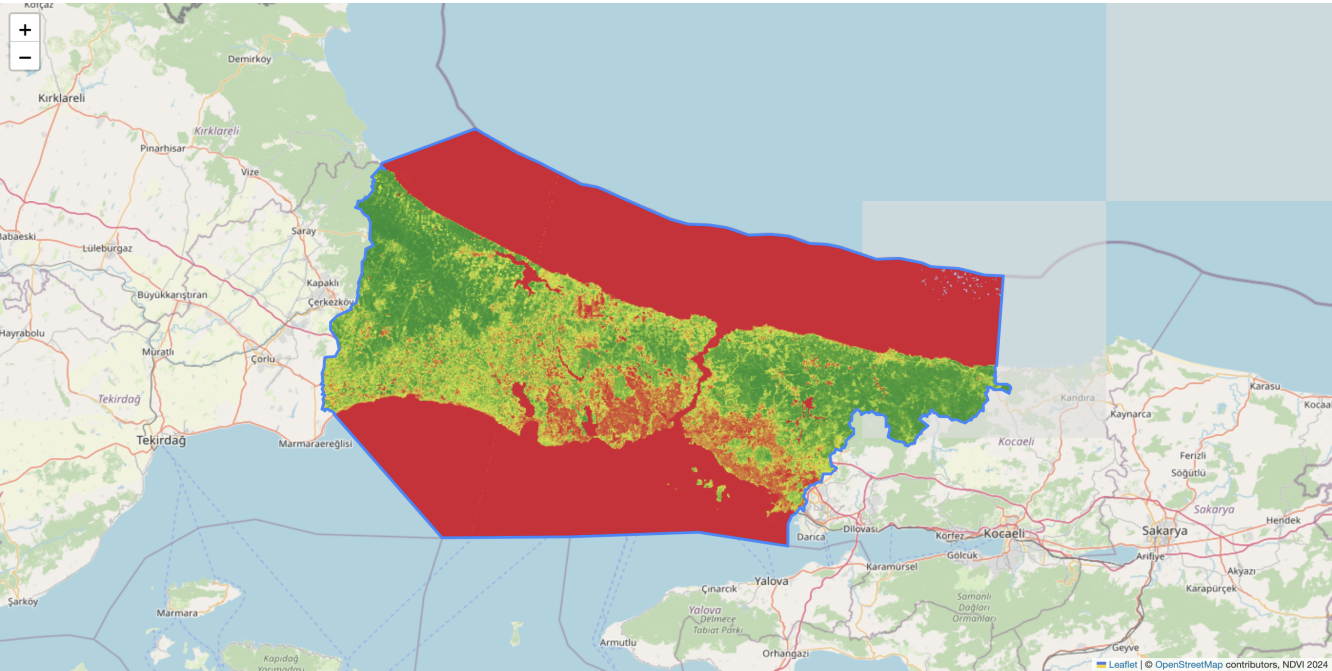 +
−
Kofçaz
Demirköy
Kırklareli
Kırklareli
Pınarhisar
Vize
Babaeski
Lüleburgaz
Saray
Kapaklı
Çerkezköy
Büyükkarıştıran
Hayrabolu
Muratlı
Çorlu
Tekirdağ
Tekirdağ
Marmaraereğlisi
Kandıra
Karasu
Kaynarca
Kocaeli
Ferizli
Söğütlü
Sakarya
Hendek
Darıca
Dilovası
Körfez
Kocaeli
Sakarya
Gölcük
Arifiye
Karamürsel
Akyazı
Karapürçek
Yalova
Çınarcık
Yalova
Delmece
Tabiat Parkı
Samanlı
Dağları
Ormanları
Şarköy
Marmara
Armutlu
Orhangazi
Geyve
Kapıdağ
Yarımadası
Leaflet | © OpenStreetMap contributors, NDVI 2024